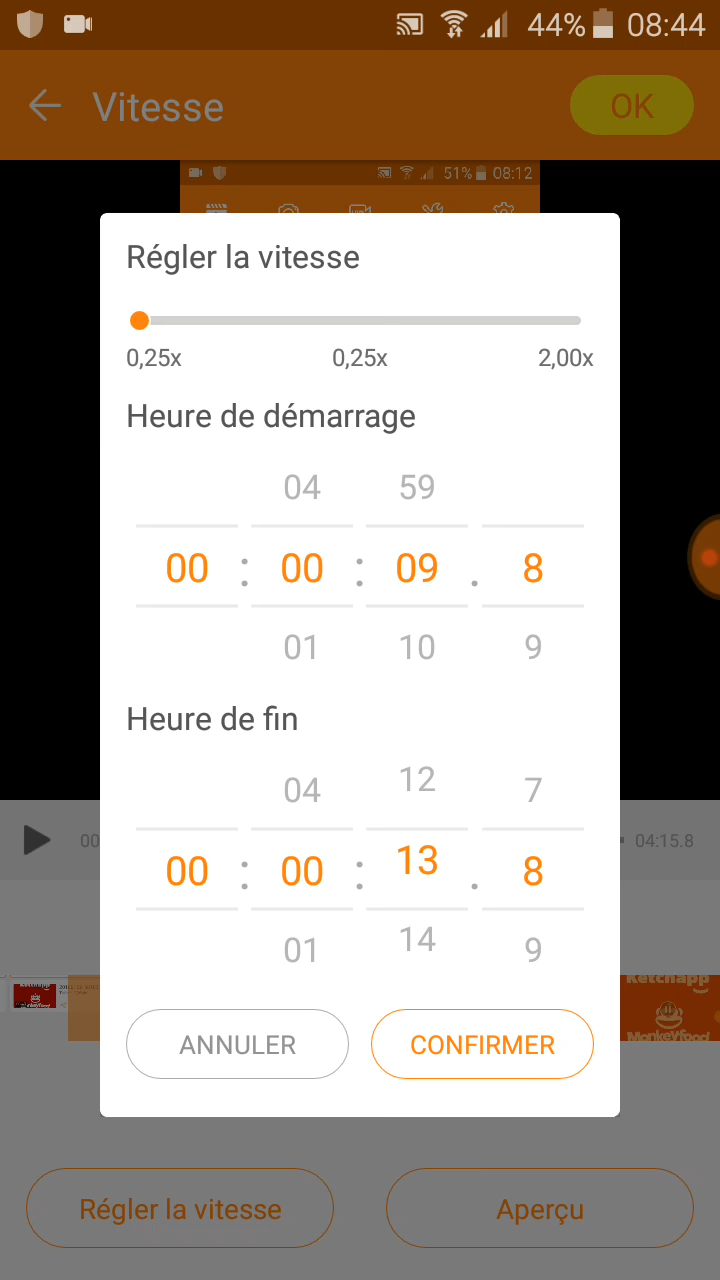 44% 08:44
Vitesse OK
51% 08:12
Régler la vitesse
0,25x 0,25x 2,00x
Heure de démarrage
04 59
00 : 00 : 09 . 8
01 10 9
Heure de fin
04 12 7
00 : 00 : 13 . 8
01 14 9
00 04:15.8
Ketchapp
Monkeyfood
ANNULER CONFIRMER
Régler la vitesse Aperçu